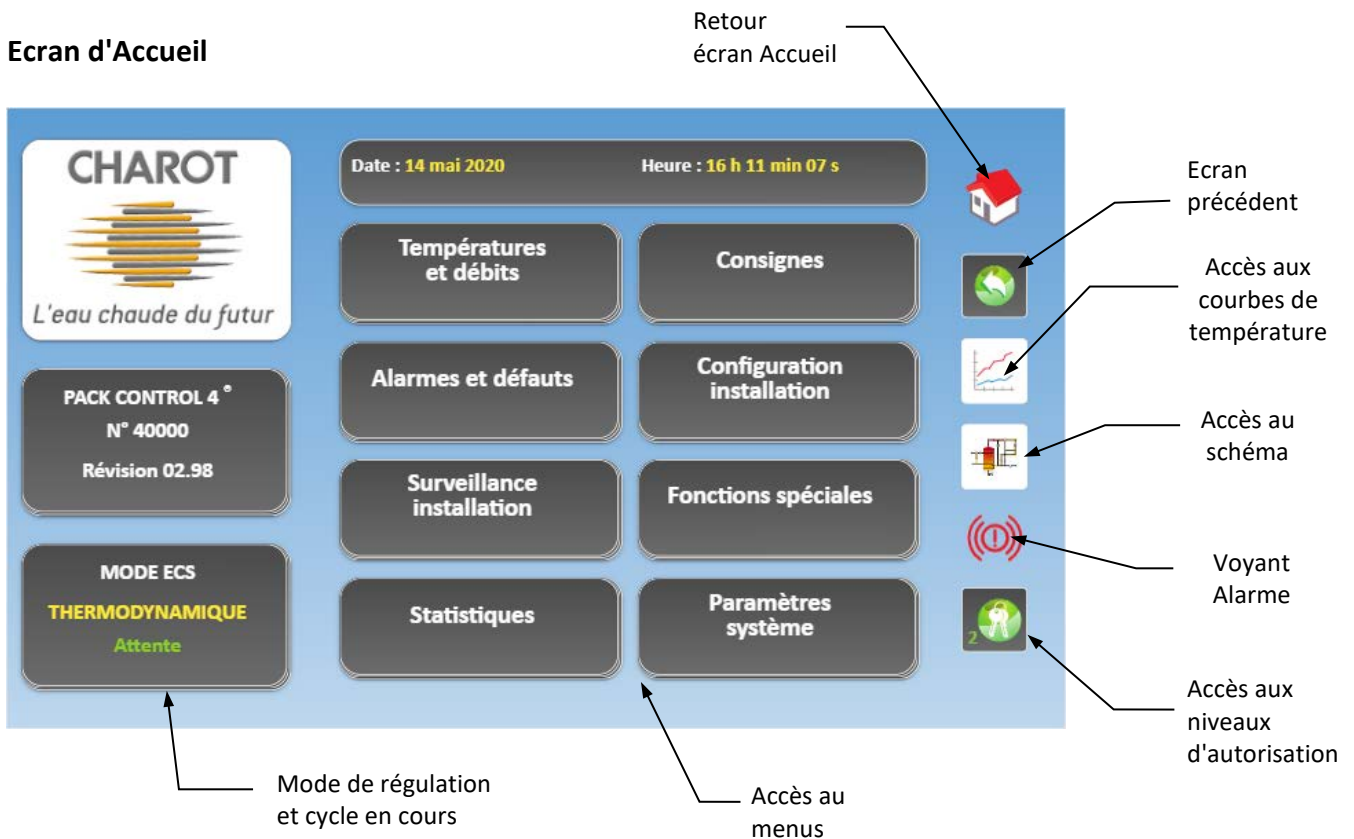 Retour
écran Accueil
Ecran d'Accueil
CHAROT
L'eau chaude du futur
Date : 14 mai 2020 Heure : 16 h 11 min 07 s
Ecran
précédent
Températures
et débits
Consignes
Accès aux
courbes de
température
PACK CONTROL 4 °
N° 40000
Révision 02.98
Alarmes et défauts
Configuration
installation
Accès au
schéma
Surveillance
installation
Fonctions spéciales
Voyant
Alarme
MODE ECS
THERMODYNAMIQUE
Attente
Statistiques
Paramètres
système
2
Accès aux
niveaux
d'autorisation
Mode de régulation
et cycle en cours
Accès au
menus